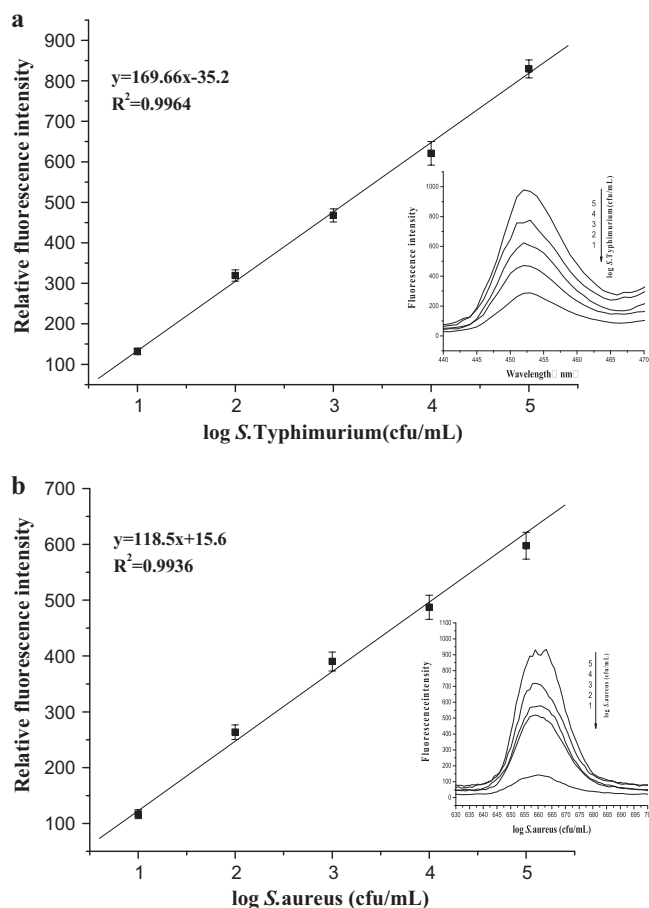 a
900
800
700
600
500
400
300
200
100
Relative fluorescence intensity
y=169.66x-35.2
R²=0.9964
1 2 3 4 5
log S.Typhimurium(cfu/mL)
1000
800
600
400
200
0
Fluorescence intensity
5
4
3
2
1
log S.Typhimurium(cfu/mL)
440 445 450 455 460 465 470
Wavelength□ nm□
b
700
600
500
400
300
200
100
Relative fluorescence intensity
y=118.5x+15.6
R²=0.9936
1 2 3 4 5
log S.aureus (cfu/mL)
1100
1000
900
800
700
600
500
400
300
200
100
0
Fluorescenceintensity
5
4
3
2
1
log S.aureus (cfu/mL)
630 635 640 645 650 655 660 665 670 675 680 685 690 695 70
log S.aureus (cfu/mL)